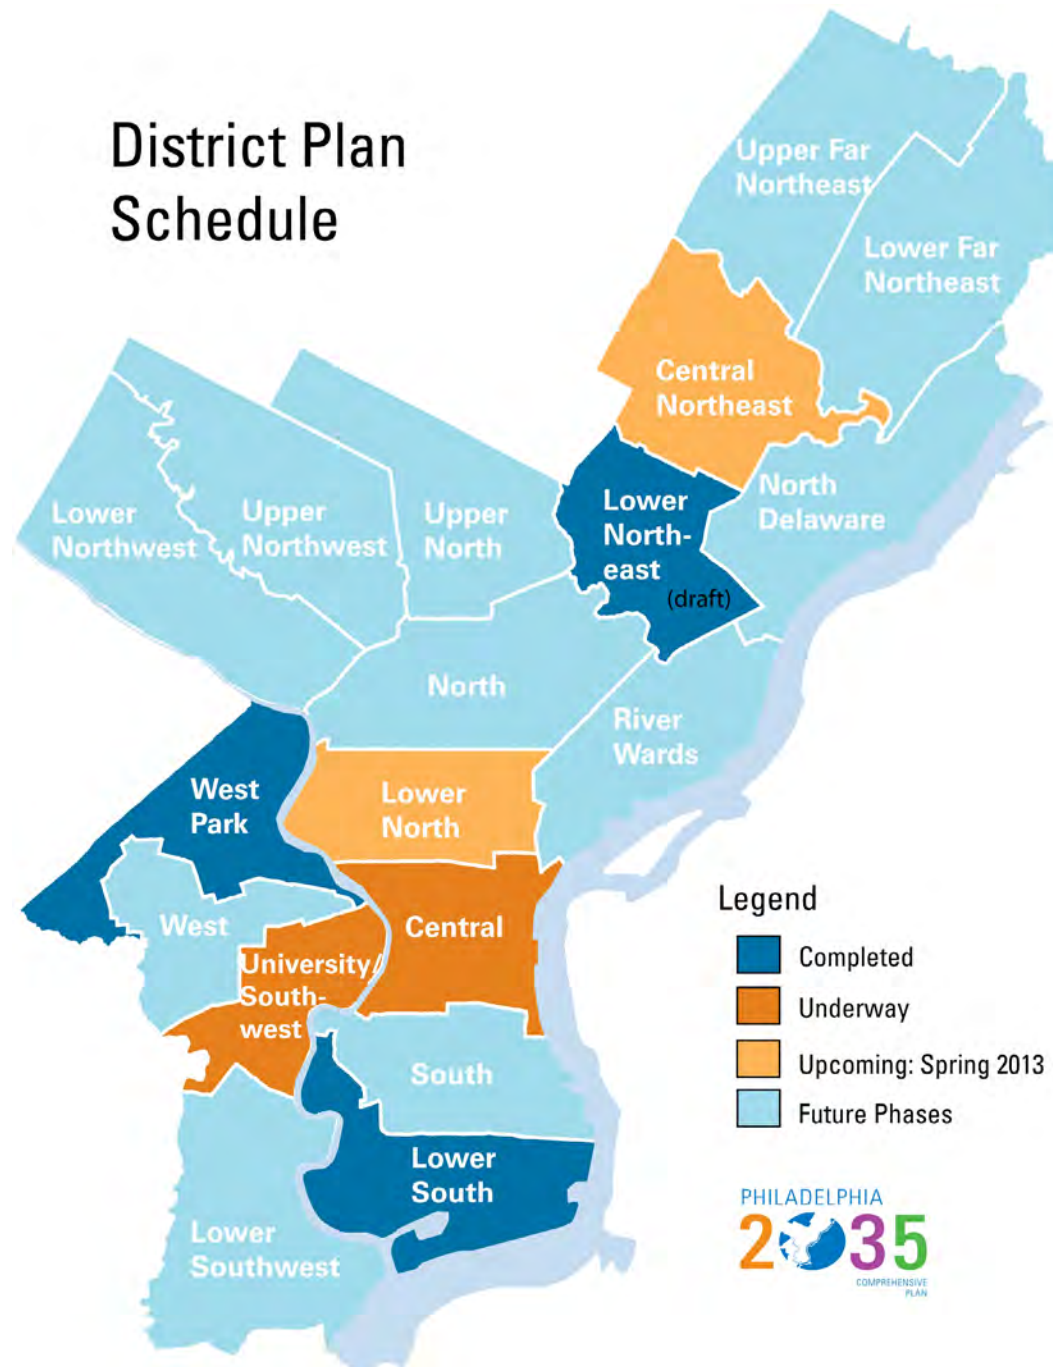 District Plan
Schedule
Upper Far
Northeast
Lower Far
Northeast
Central
Northeast
Lower
North-
east
(draft)
North
Delaware
Lower
Northwest
Upper
Northwest
Upper
North
North
River
Wards
West
Park
Lower
North
West
Central
University/
South-
west
South
Lower
South
Lower
Southwest
Legend
Completed
Underway
Upcoming: Spring 2013
Future Phases
PHILADELPHIA
2035
COMPREHENSIVE
PLAN